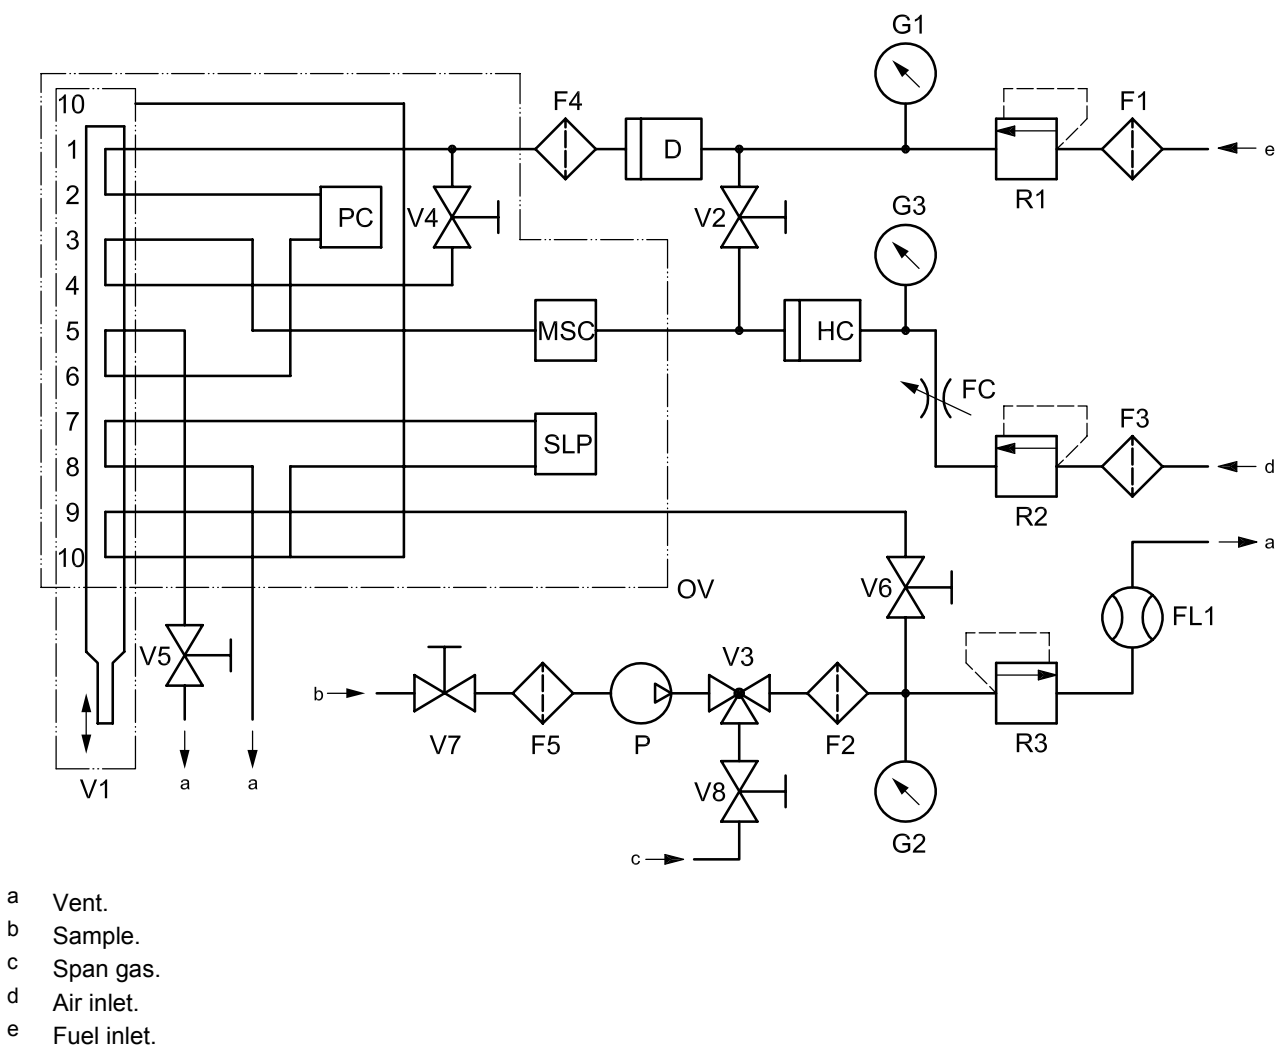 G1
10
F4
F1
1
D
e
2
PC
V4
V2
G3
R1
3
4
5
MSC
HC
6
FC
7
F3
SLP
8
d
9
R2
10
a
V6
OV
FL1
V5
V3
b
V7
F5
P
F2
R3
V1
a
a
V8
G2
c
a Vent.
b Sample.
c Span gas.
d Air inlet.
e Fuel inlet.